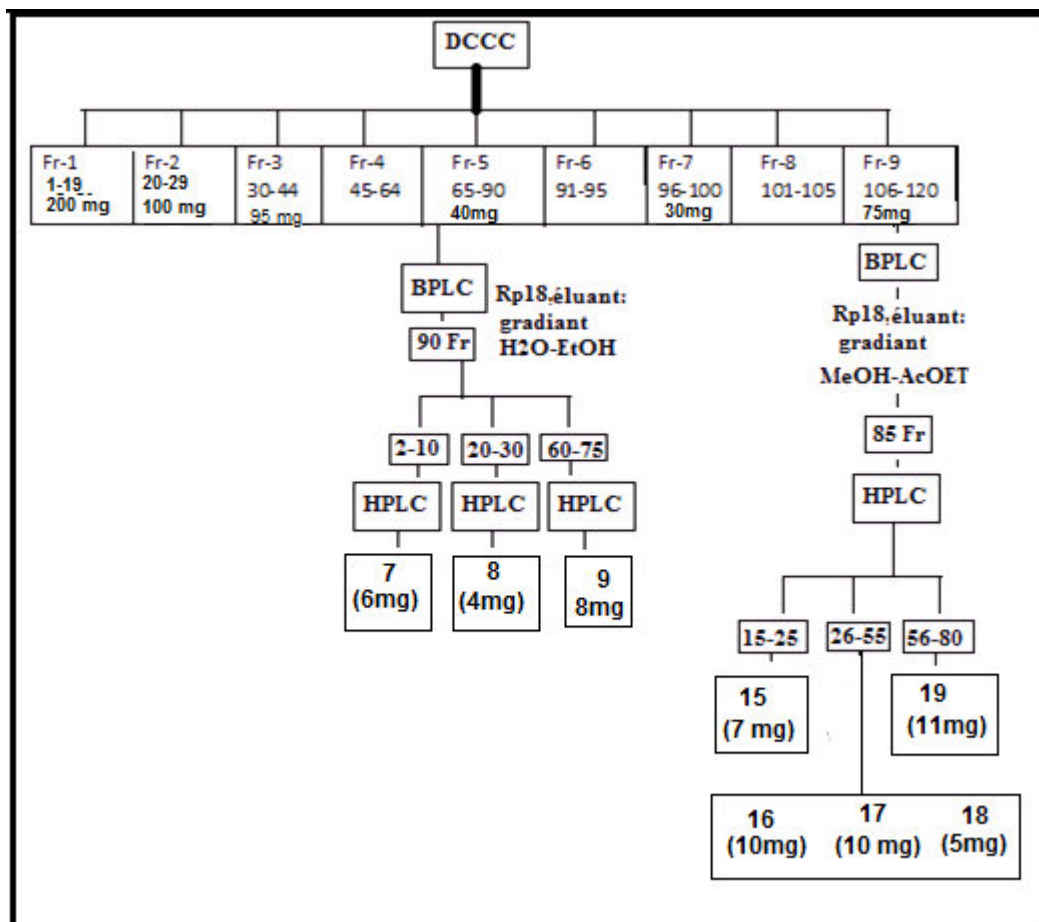 DCCC
Fr-1
1-19
200 mg
Fr-2
20-29
100 mg
Fr-3
30-44
95 mg
Fr-4
45-64
Fr-5
65-90
40mg
Fr-6
91-95
Fr-7
96-100
30mg
Fr-8
101-105
Fr-9
106-120
75mg
BPLC
Rp18,éluant:
gradiant
H2O-EtOH
90 Fr
2-10
20-30
60-75
HPLC
HPLC
HPLC
7
(6mg)
8
(4mg)
9
8mg
BPLC
Rp18,éluant:
gradiant
MeOH-AcOET
85 Fr
HPLC
15-25
26-55
56-80
15
(7 mg)
19
(11mg)
16
(10mg)
17
(10 mg)
18
(5mg)